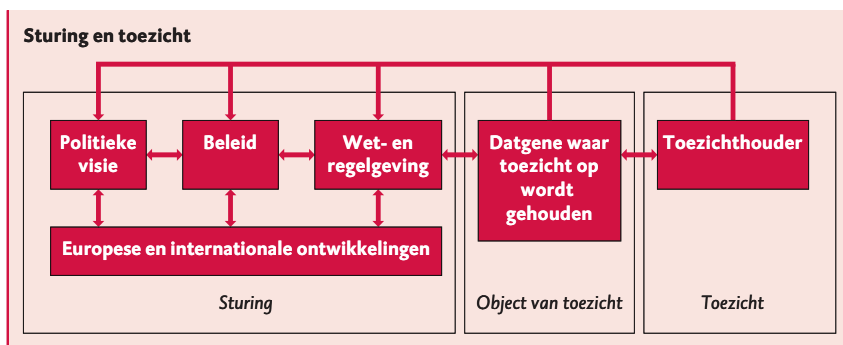 Sturing en toezicht
Politieke
visie
Beleid
Wet- en
regelgeving
Datgene waar
toezicht op
wordt
gehouden
Toezichthouder
Europese en internationale ontwikkelingen
Sturing
Object van toezicht
Toezicht